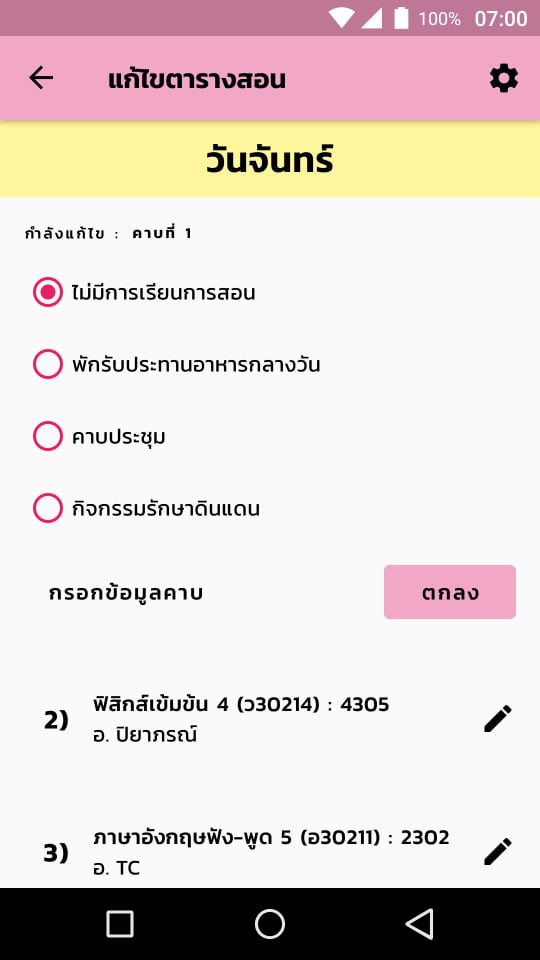 100% 07:00
แก้ไขตารางสอน
วันจันทร์
กำลังแก้ไข : คาบที่ 1
ไม่มีการเรียนการสอน
พักรับประทานอาหารกลางวัน
คาบประชุม
กิจกรรมรักษาดินแดน
กรอกข้อมูลคาบ ตกลง
2) ฟิสิกส์เข้มข้น 4 (ว30214) : 4305
อ. ปิยาภรณ์
3) ภาษาอังกฤษฟัง-พูด 5 (อ30211) : 2302
อ. TC